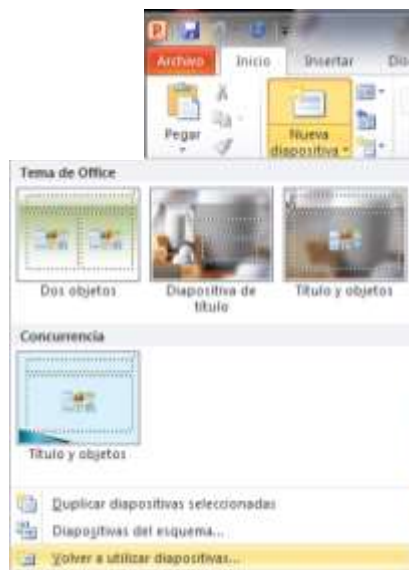 Archivo Inicio Insertar Dis
Pegar
Nueva
diapositiva
Tema de Office
Dos objetos
Diapositiva de
título
Título y objetos
Concurrencia
Título y objetos
Duplicar diapositivas seleccionadas
Diapositivas del esquema...
Volver a utilizar diapositivas...